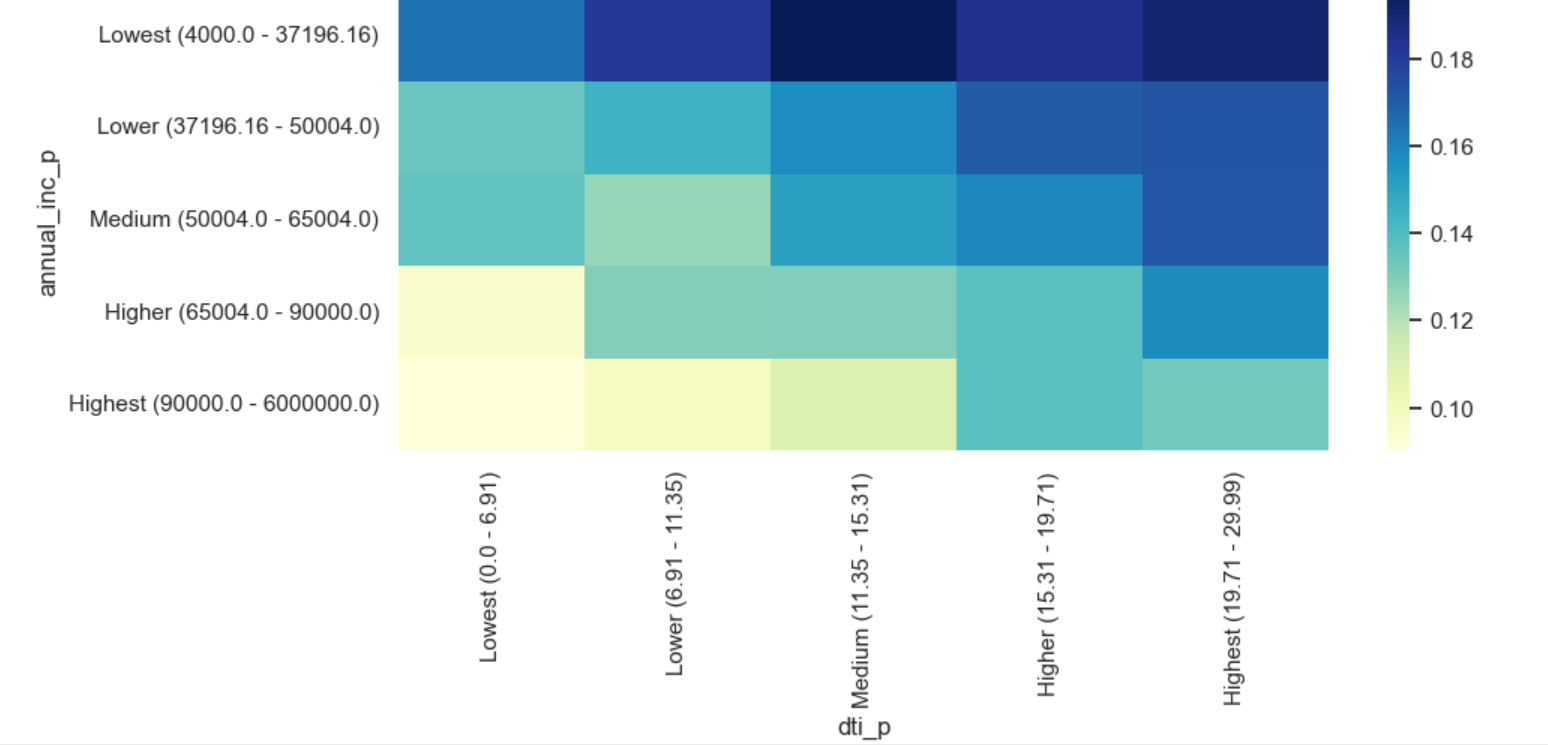 Lowest (4000.0 - 37196.16)
Lower (37196.16 - 50004.0)
Medium (50004.0 - 65004.0)
Higher (65004.0 - 90000.0)
Highest (90000.0 - 6000000.0)
annual_inc_p
0.18
0.16
0.14
0.12
0.10
Lowest (0.0 - 6.91)
Lower (6.91 - 11.35)
Medium (11.35 - 15.31)
Higher (15.31 - 19.71)
Highest (19.71 - 29.99)
dti_p